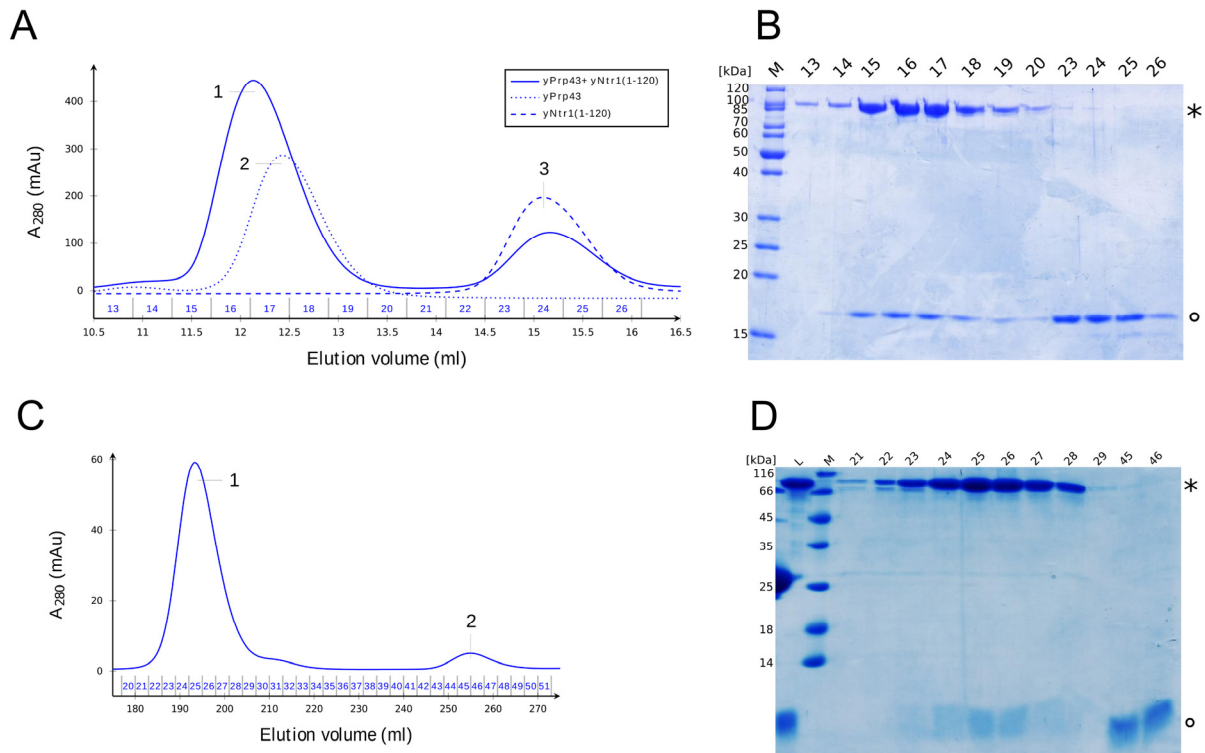 A
A280 (mAu)
400
300
200
100
0
1
2
3
yPrp43+ yNtr1(1-120)
yPrp43
yNtr1(1-120)
13 14 15 16 17 18 19 20 21 22 23 24 25 26
10.5 11 11.5 12 12.5 13 13.5 14 14.5 15 15.5 16 16.5
Elution volume (ml)
B
[kDa] M 13 14 15 16 17 18 19 20 23 24 25 26
120
100
85
70
60
50
40
30
25
20
15
*
C
A280 (mAu)
60
40
20
0
1
2
20 21 22 23 24 25 26 27 28 29 30 31 32 33 34 35 36 37 38 39 40 41 42 43 44 45 46 47 48 49 50 51
180 190 200 210 220 230 240 250 260 270
Elution volume (ml)
D
[kDa] L M 21 22 23 24 25 26 27 28 29 45 46
116
66
45
35
25
18
14
*